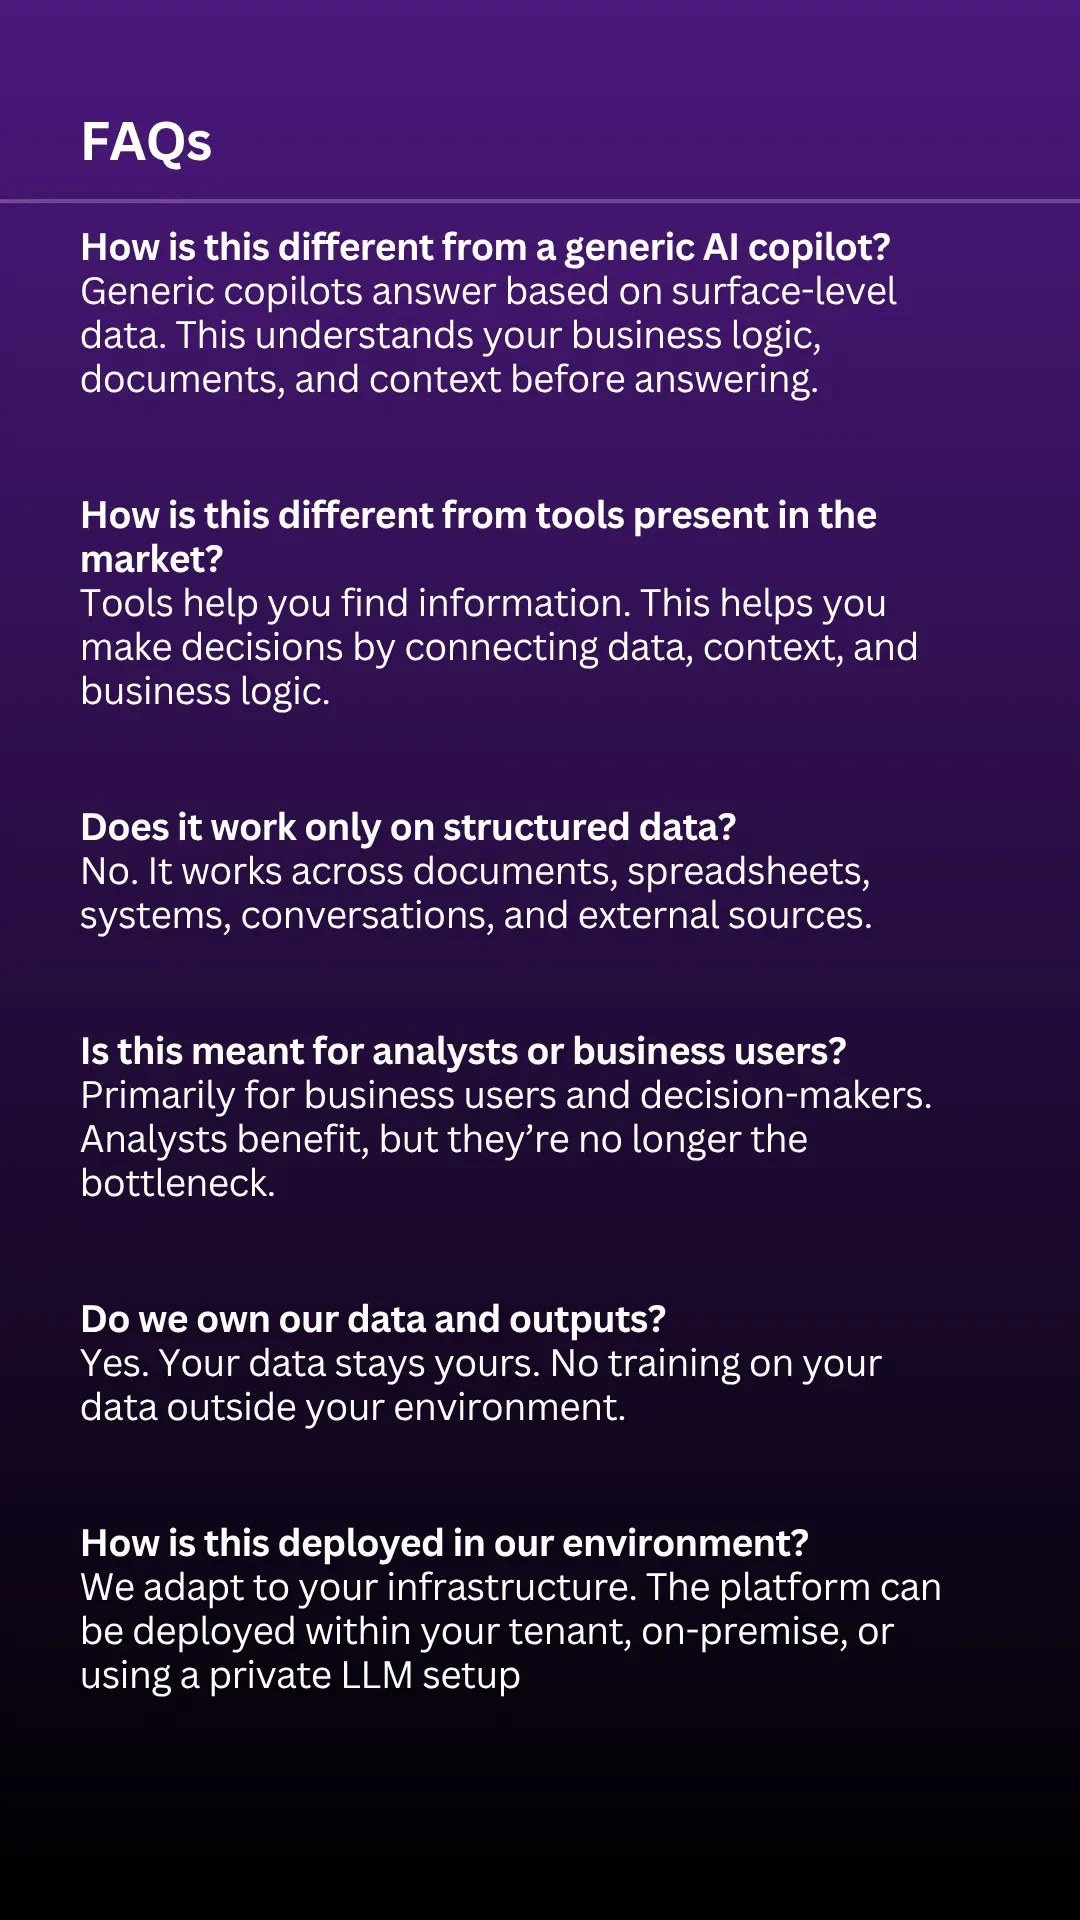 FAQs
How is this different from a generic AI copilot?
Generic copilots answer based on surface-level
data. This understands your business logic,
documents, and context before answering.
How is this different from tools present in the
market?
Tools help you find information. This helps you
make decisions by connecting data, context, and
business logic.
Does it work only on structured data?
No. It works across documents, spreadsheets,
systems, conversations, and external sources.
Is this meant for analysts or business users?
Primarily for business users and decision-makers.
Analysts benefit, but they’re no longer the
bottleneck.
Do we own our data and outputs?
Yes. Your data stays yours. No training on your
data outside your environment.
How is this deployed in our environment?
We adapt to your infrastructure. The platform can
be deployed within your tenant, on-premise, or
using a private LLM setup